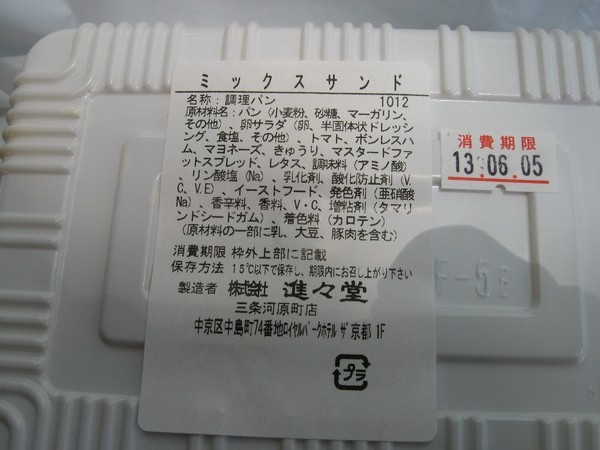 ミックスサンド
名称：調理パン 1012
原材料名：パン（小麦粉、砂糖、マーガリン、
その他）、卵サラダ（卵、半固体状ドレッシ
ング、食塩、その他）、トマト、ボンレスハ
ム、マヨネーズ、きゅうり、マスタードファ
ットスプレッド、レタス、調味料（アミノ酸）
、リン酸塩（Na）、乳化剤、酸化防止剤（V.
C、V.E）、イーストフード、発色剤（亜硝酸
Na）、香辛料、香料、V・C、増粘剤（タマリ
ンドシードガム）、着色料（カロテン）
（原材料の一部に乳、大豆、豚肉を含む）
消費期限 枠外上部に記載
保存方法 15℃以下で保存し、期限内にお召し上がり下さい
製造者 株式会社 進々堂
三条河原町店
中京区中島町74番地ロイヤルパークホテル ザ 京都 1F
プラ
消費期限
13.06.05